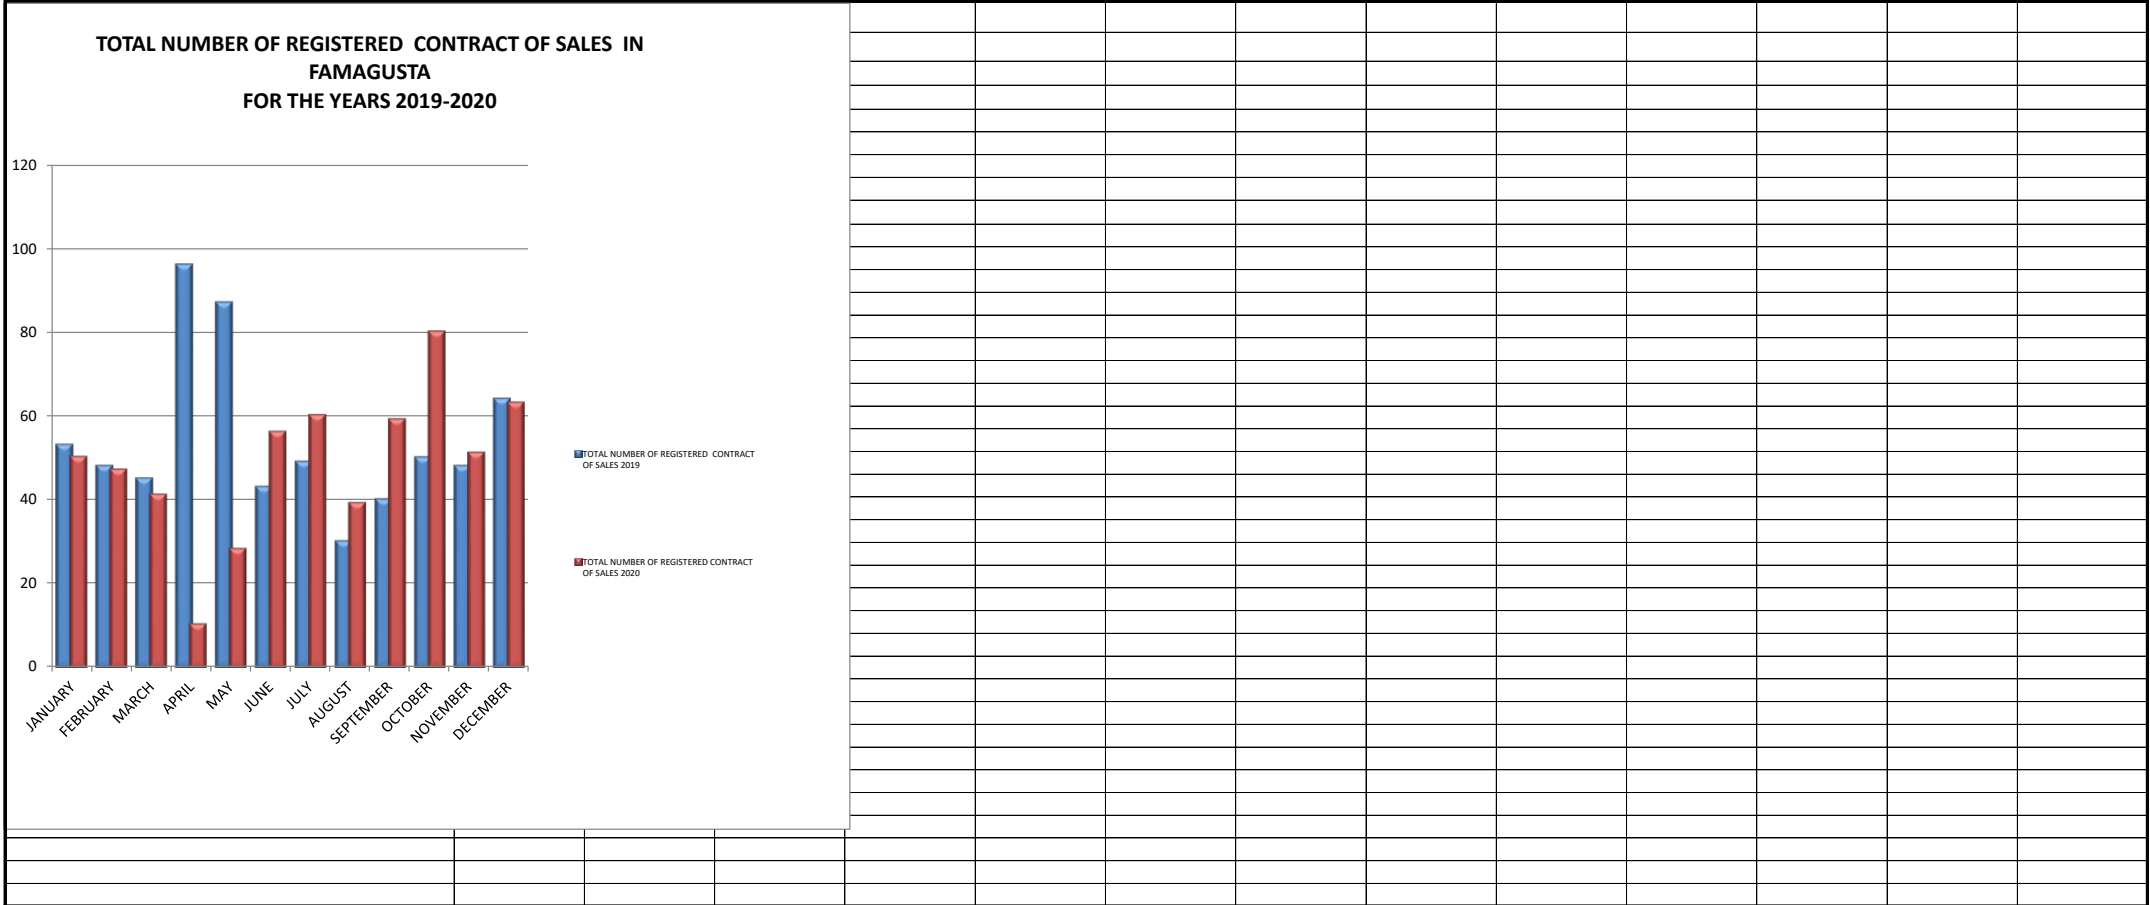 TOTAL NUMBER OF REGISTERED  CONTRACT OF SALES  IN
FAMAGUSTA
FOR THE YEARS 2019-2020
120
100
80
60
40
20
0
JANUARY
FEBRUARY
MARCH
APRIL
MAY
JUNE
JULY
AUGUST
SEPTEMBER
OCTOBER
NOVEMBER
DECEMBER
TOTAL NUMBER OF REGISTERED  CONTRACT
OF SALES 2019
TOTAL NUMBER OF REGISTERED CONTRACT
OF SALES 2020